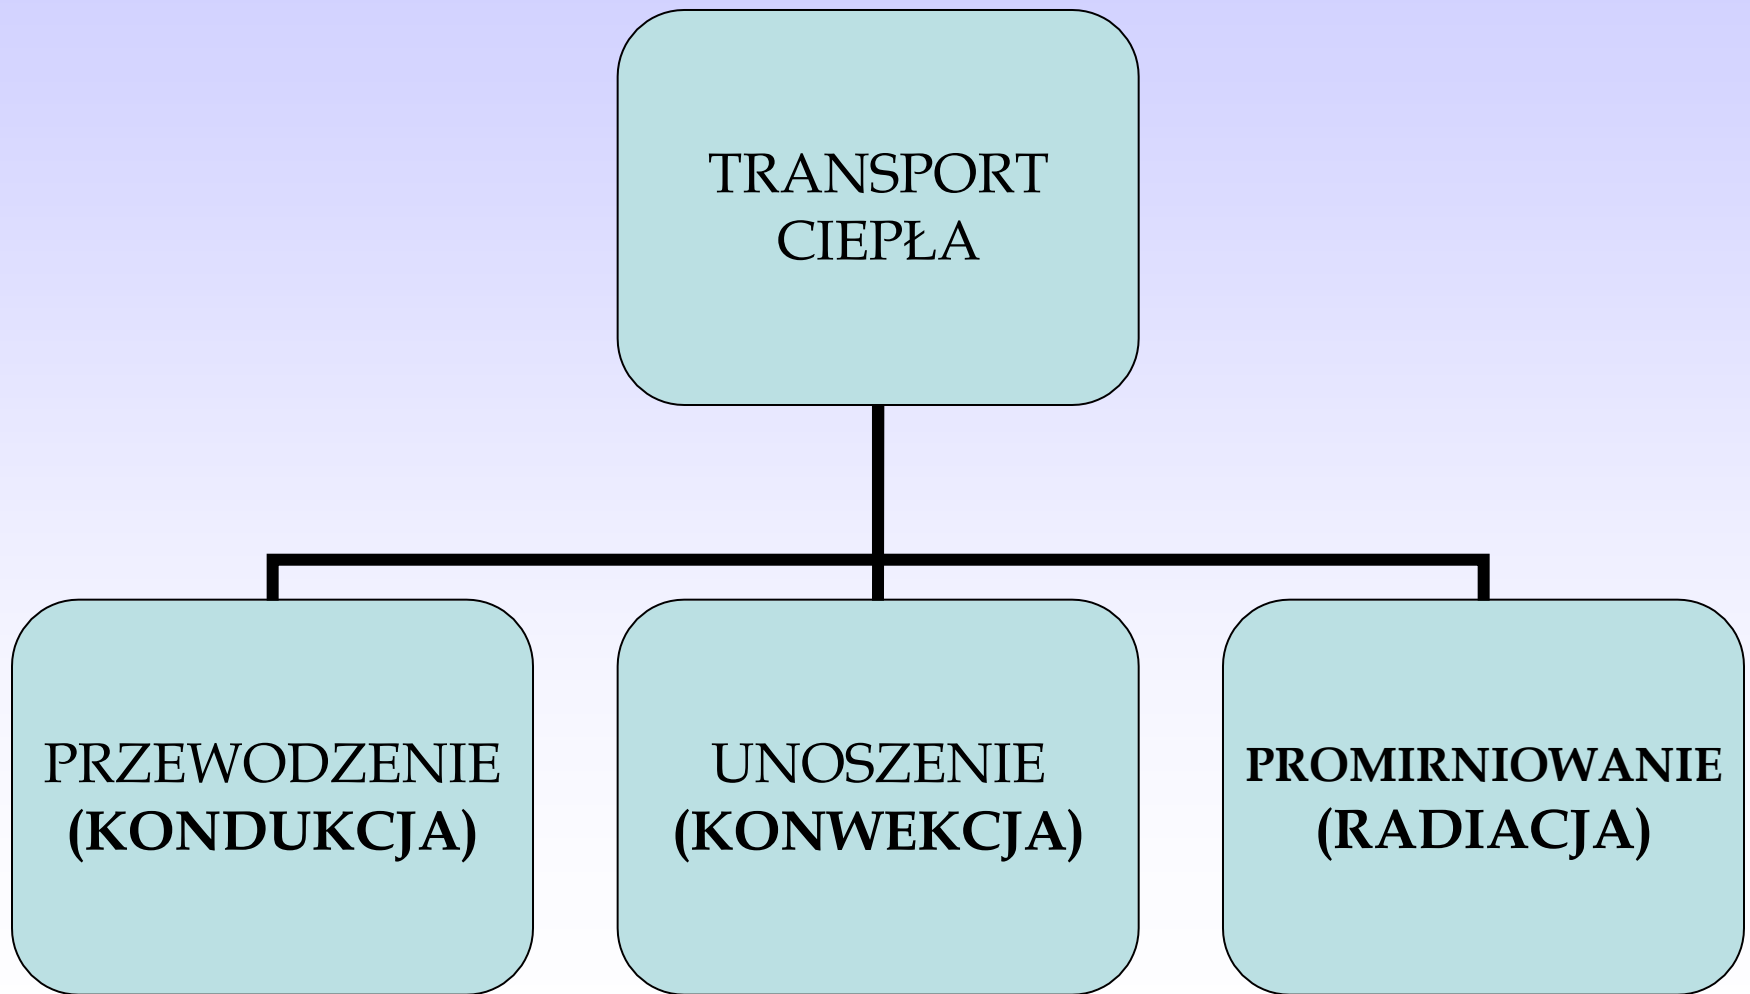 TRANSPORT
CIEPŁA
PRZEWODZENIE
(KONDUKCJA)
UNOSZENIE
(KONWEKCJA)
PROMIRNIOWANIE
(RADIACJA)